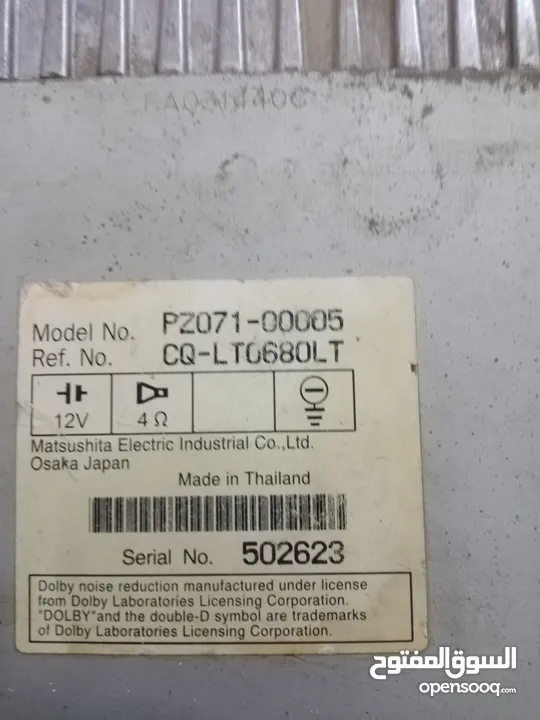 Model No. PZ071-00005
Ref. No. CQ-LT0680LT
12V
4 Ω
Matsushita Electric Industrial Co.,Ltd.
Osaka Japan
Made in Thailand
Serial No. 502623
Dolby noise reduction manufactured under license
from Dolby Laboratories Licensing Corporation.
"DOLBY"and the double-D symbol are trademarks
of Dolby Laboratories Licensing Corporation.
السوق المفتوح
opensooq.com